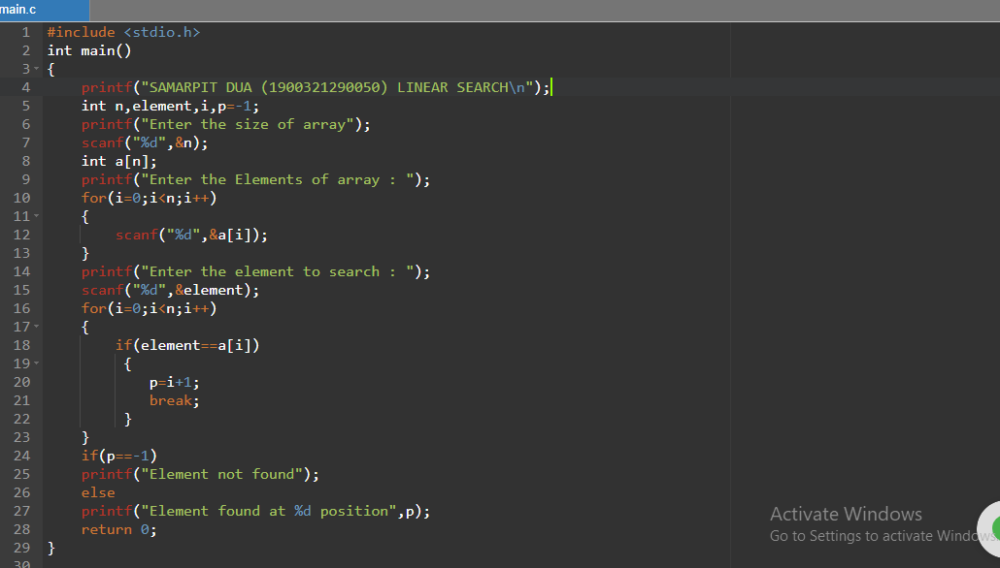 main.c
1 #include <stdio.h>
2 int main()
3 {
4 printf("SAMARPIT DUA (1900321290050) LINEAR SEARCH\n");
5 int n,element,i,p=-1;
6 printf("Enter the size of array");
7 scanf("%d",&n);
8 int a[n];
9 printf("Enter the Elements of array : ");
10 for(i=0;i<n;i++)
11 {
12 scanf("%d",&a[i]);
13 }
14 printf("Enter the element to search : ");
15 scanf("%d",&element);
16 for(i=0;i<n;i++)
17 {
18 if(element==a[i])
19 {
20 p=i+1;
21 break;
22 }
23 }
24 if(p==-1)
25 printf("Element not found");
26 else
27 printf("Element found at %d position",p);
28 return 0;
29 }
30
Activate Windows
Go to Settings to activate Windows